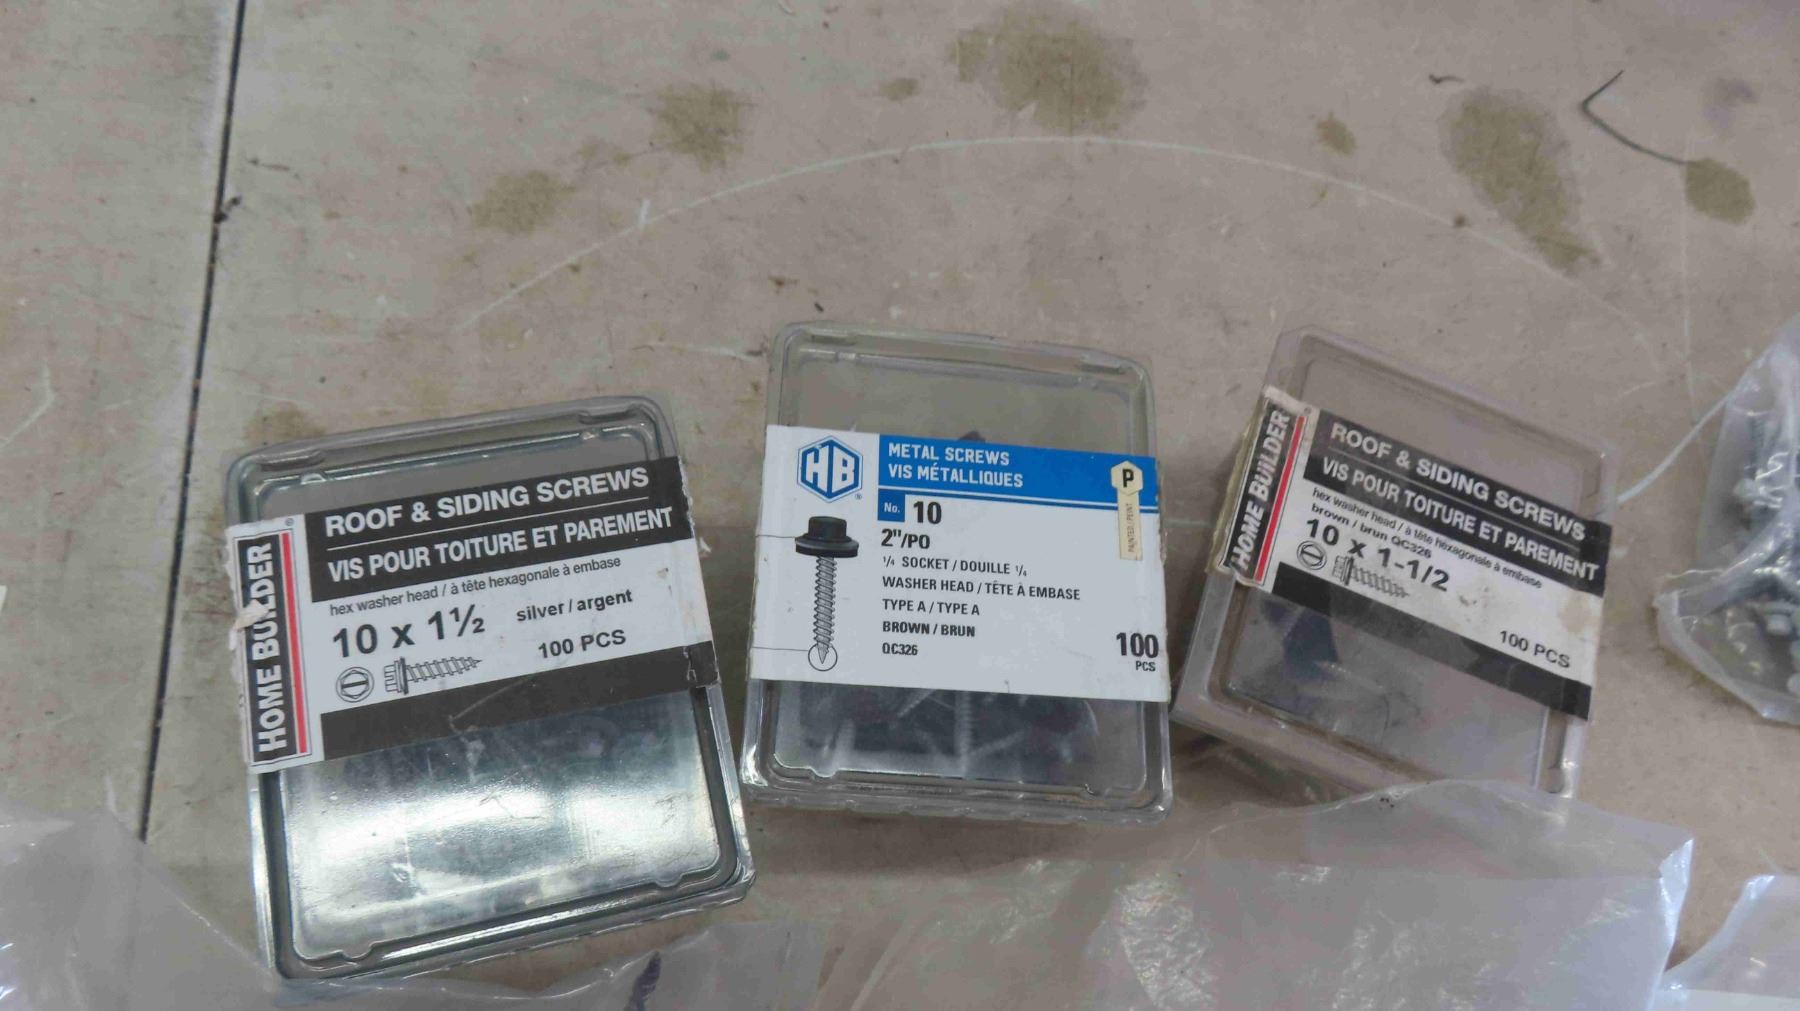 HOME BUILDER
®
ROOF & SIDING SCREWS
VIS POUR TOITURE ET PAREMENT
hex washer head / à tête hexagonale à embase
10 x 1½ silver / argent
100 PCS
HB
®
METAL SCREWS
VIS MÉTALLIQUES
No. 10
2"/PO
¼ SOCKET / DOUILLE ¼
WASHER HEAD / TÊTE À EMBASE
TYPE A / TYPE A
BROWN / BRUN
QC326
P
PAINTED / PEINT
100
PCS
HOME BUILDER
ROOF & SIDING SCREWS
VIS POUR TOITURE ET PAREMENT
hex washer head / à tête hexagonale à embase
brown / brun QC326
10 x 1-1/2
100 PCS